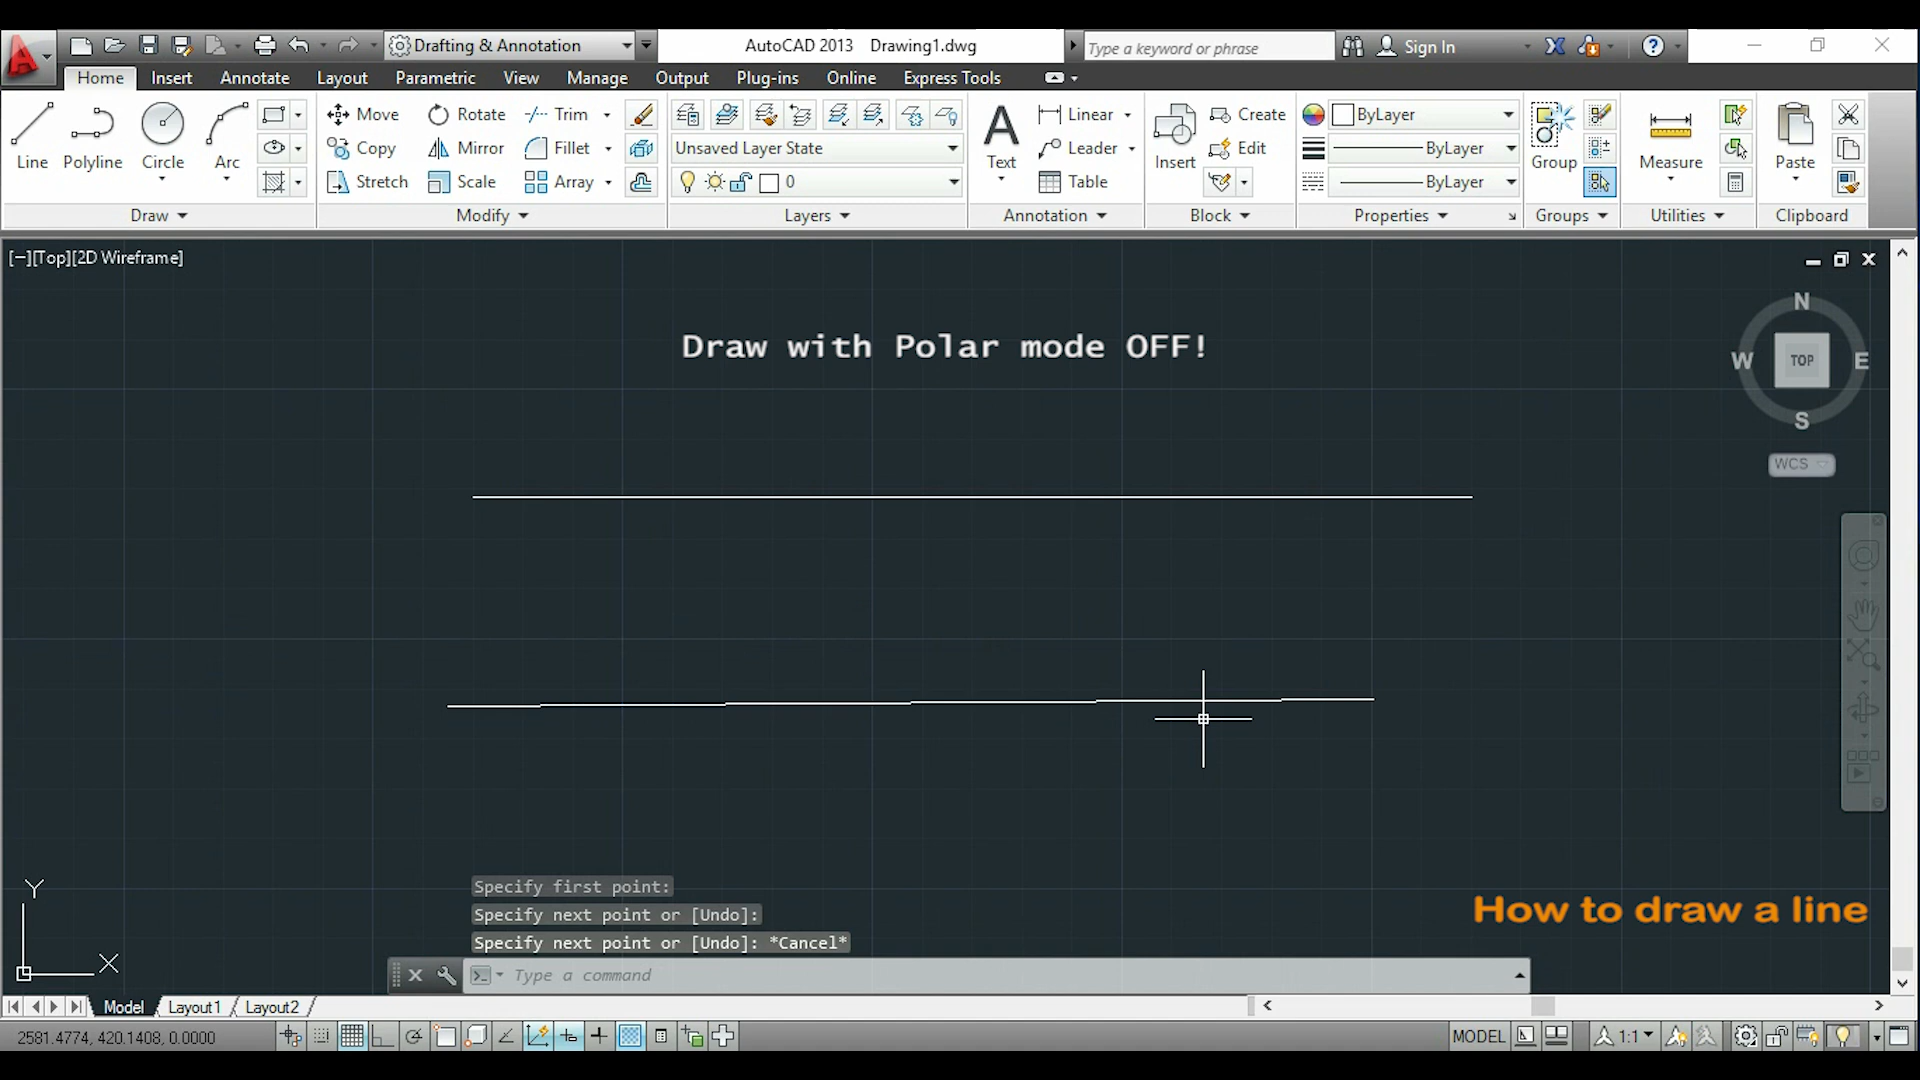 Drafting & Annotation
AutoCAD 2013 Drawing1.dwg
Type a keyword or phrase
Sign In
Home Insert Annotate Layout Parametric View Manage Output Plug-ins Online Express Tools
Line Polyline Circle Arc
Move Rotate Trim
Copy Mirror Fillet
Stretch Scale Array
Unsaved Layer State
0
Text
Linear
Leader
Table
Insert
Create
Edit
ByLayer
ByLayer
ByLayer
Group
Measure
Paste
Draw Modify Layers Annotation Block Properties Groups Utilities Clipboard
[−][Top][2D Wireframe]
Draw with Polar mode OFF!
N
W TOP E
S
WCS
Specify first point:
Specify next point or [Undo]:
Specify next point or [Undo]: *Cancel*
How to draw a line
Y
X
Type a command
Model Layout1 Layout2
2581.4774, 420.1408, 0.0000
MODEL
1:1